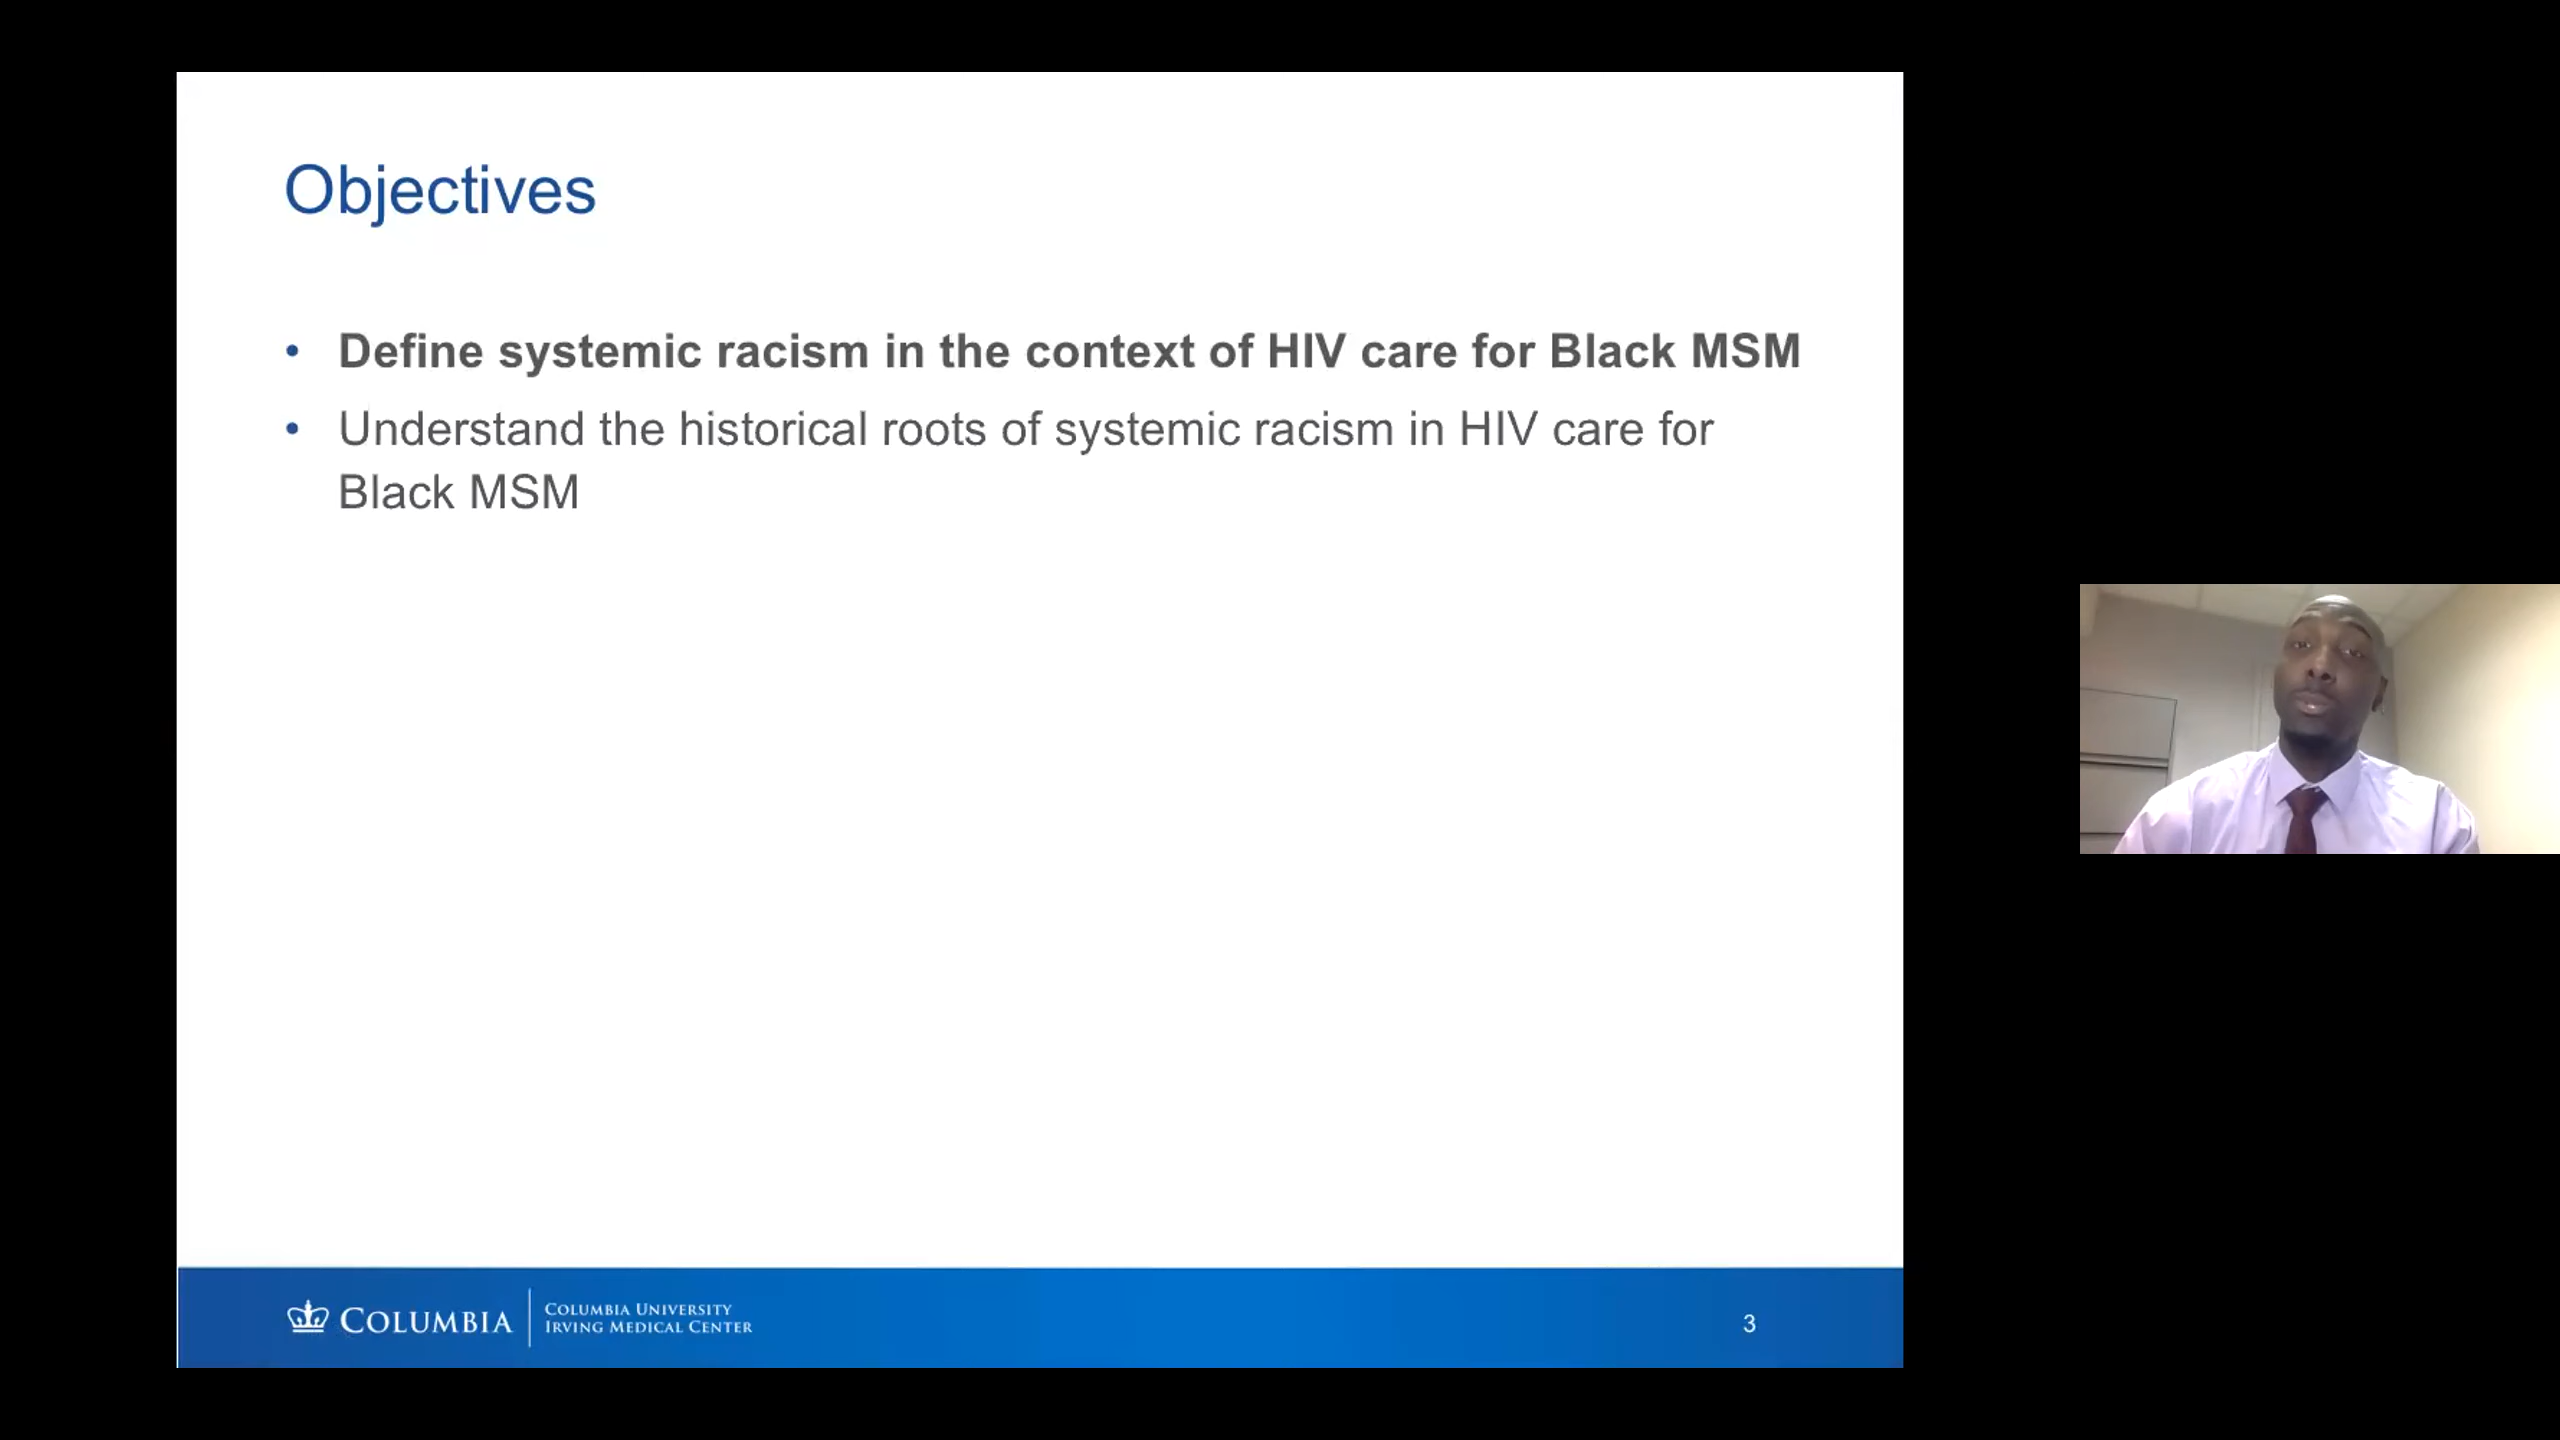 Objectives
• Define systemic racism in the context of HIV care for Black MSM
• Understand the historical roots of systemic racism in HIV care for
Black MSM
COLUMBIA
COLUMBIA UNIVERSITY
IRVING MEDICAL CENTER
3